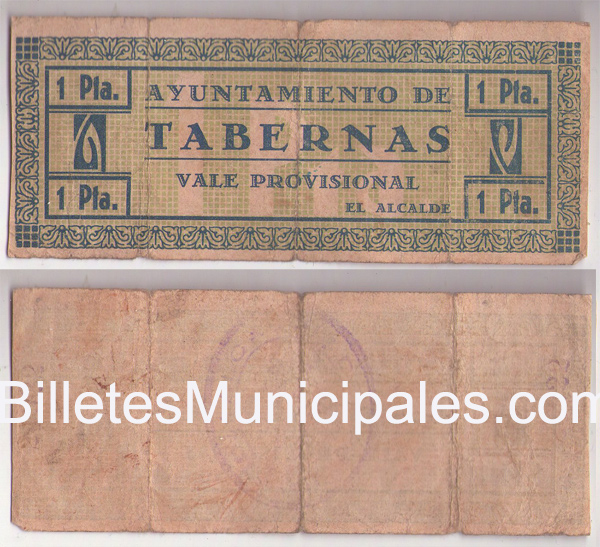 1 Pta. 1 Pta.
AYUNTAMIENTO DE
TABERNAS
VALE PROVISIONAL
EL ALCALDE
1 Pta. 1 Pta.
BilletesMunicipales.com